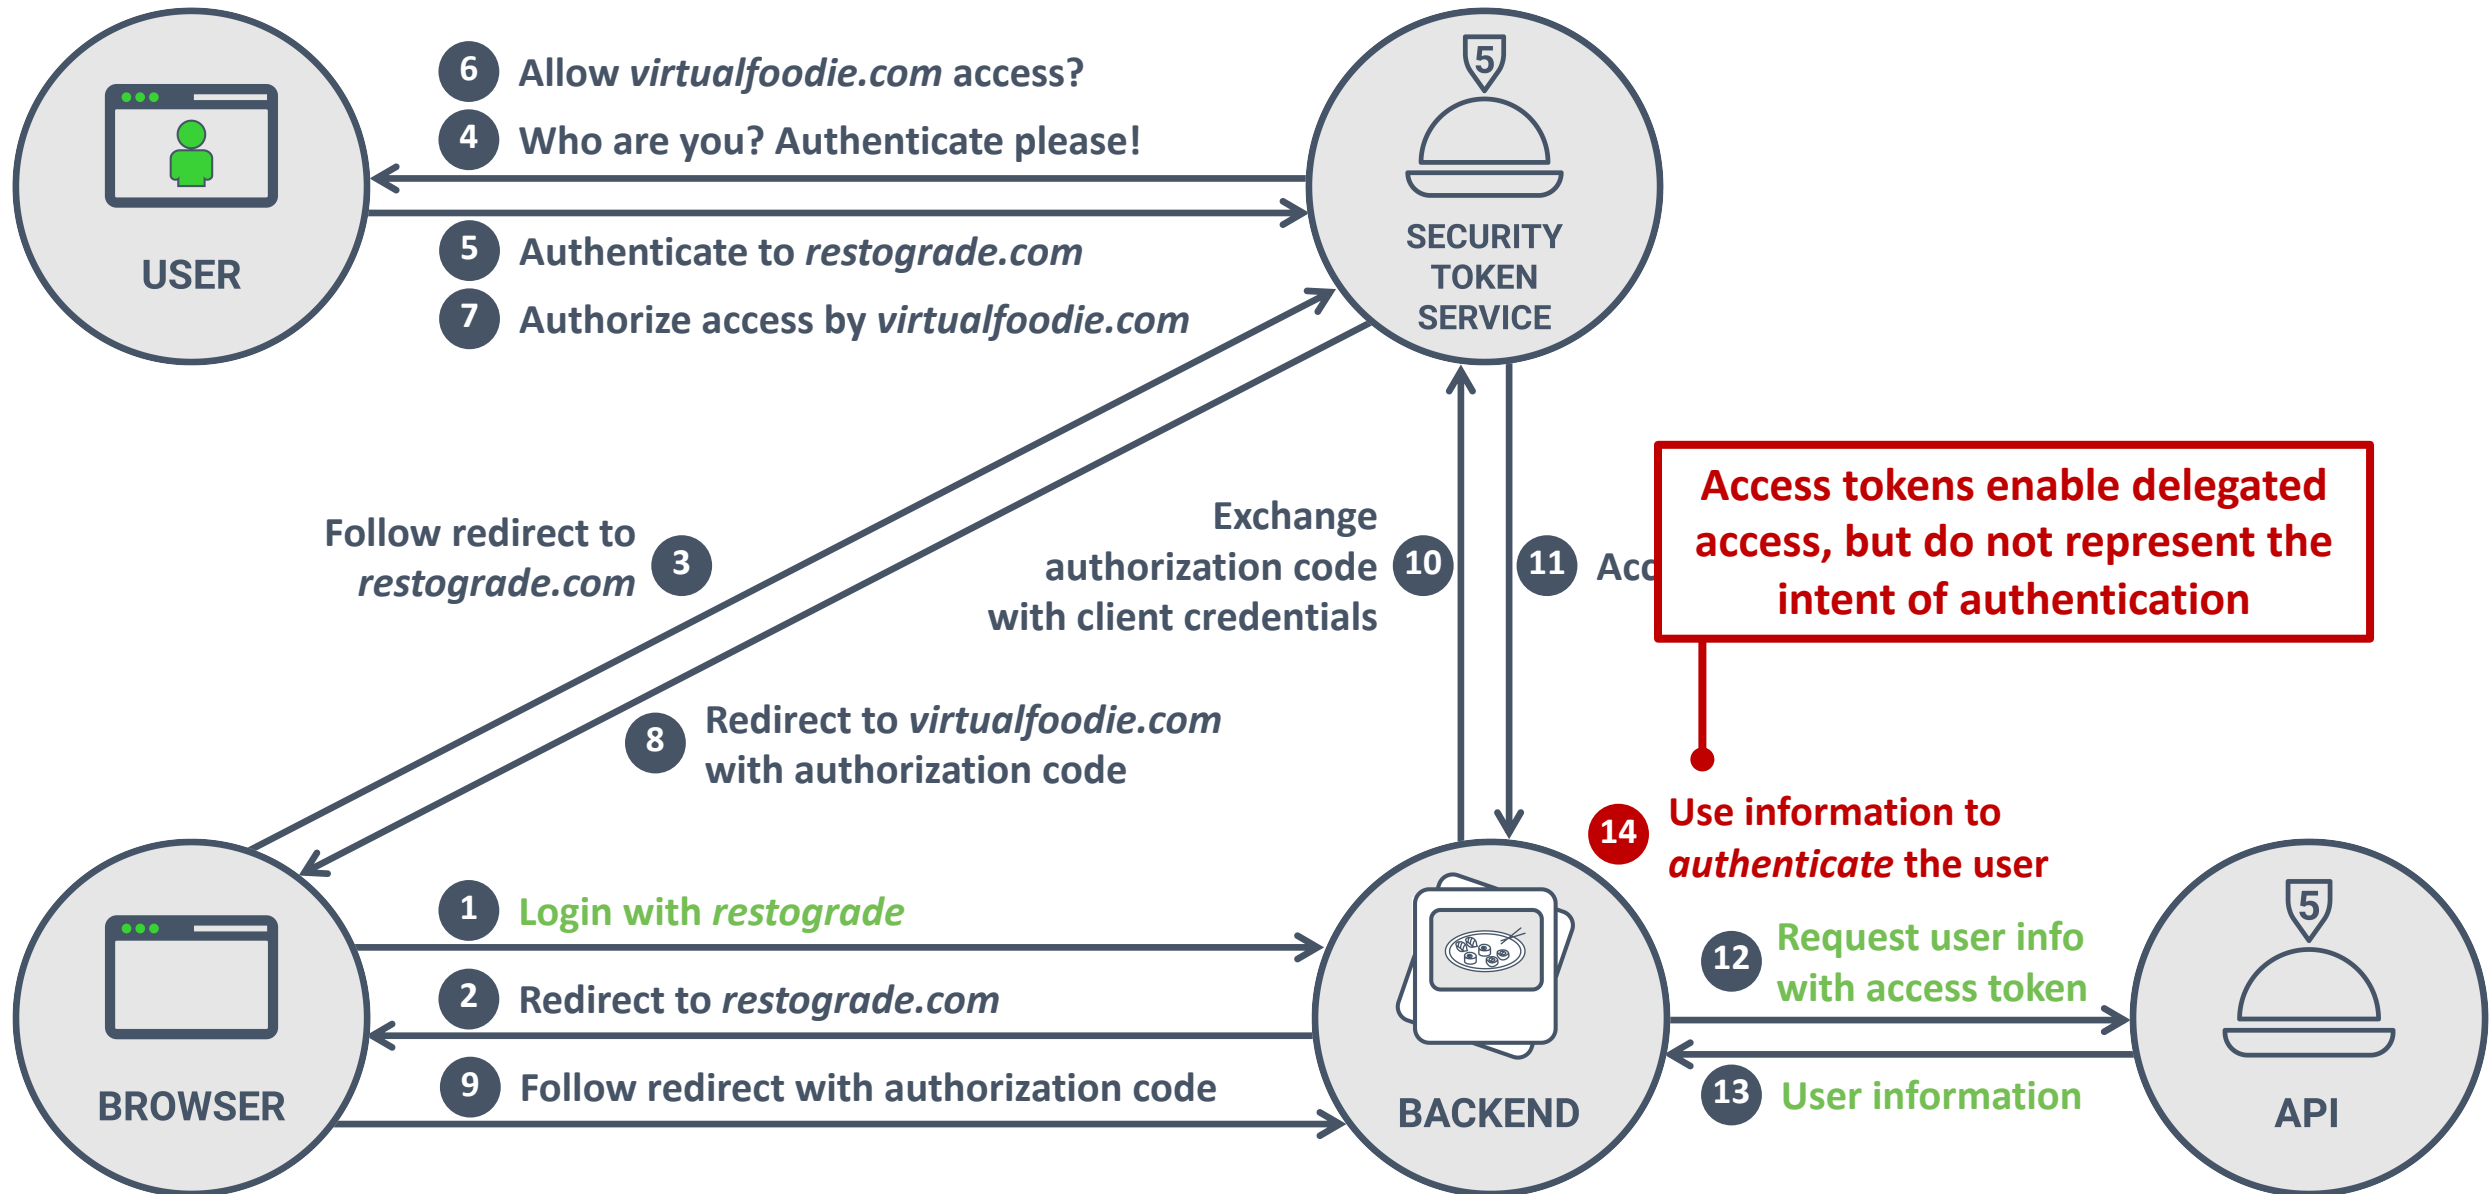 6 Allow virtualfoodie.com access?
4 Who are you? Authenticate please!
5 Authenticate to restograde.com
7 Authorize access by virtualfoodie.com
USER
5
SECURITY
TOKEN
SERVICE
Follow redirect to
restograde.com
3
8
Redirect to virtualfoodie.com
with authorization code
Exchange
authorization code
with client credentials
10
11 Acc
Access tokens enable delegated
access, but do not represent the
intent of authentication
14
Use information to
authenticate the user
1 Login with restograde
2 Redirect to restograde.com
9 Follow redirect with authorization code
BROWSER
BACKEND
12
Request user info
with access token
13 User information
5
API